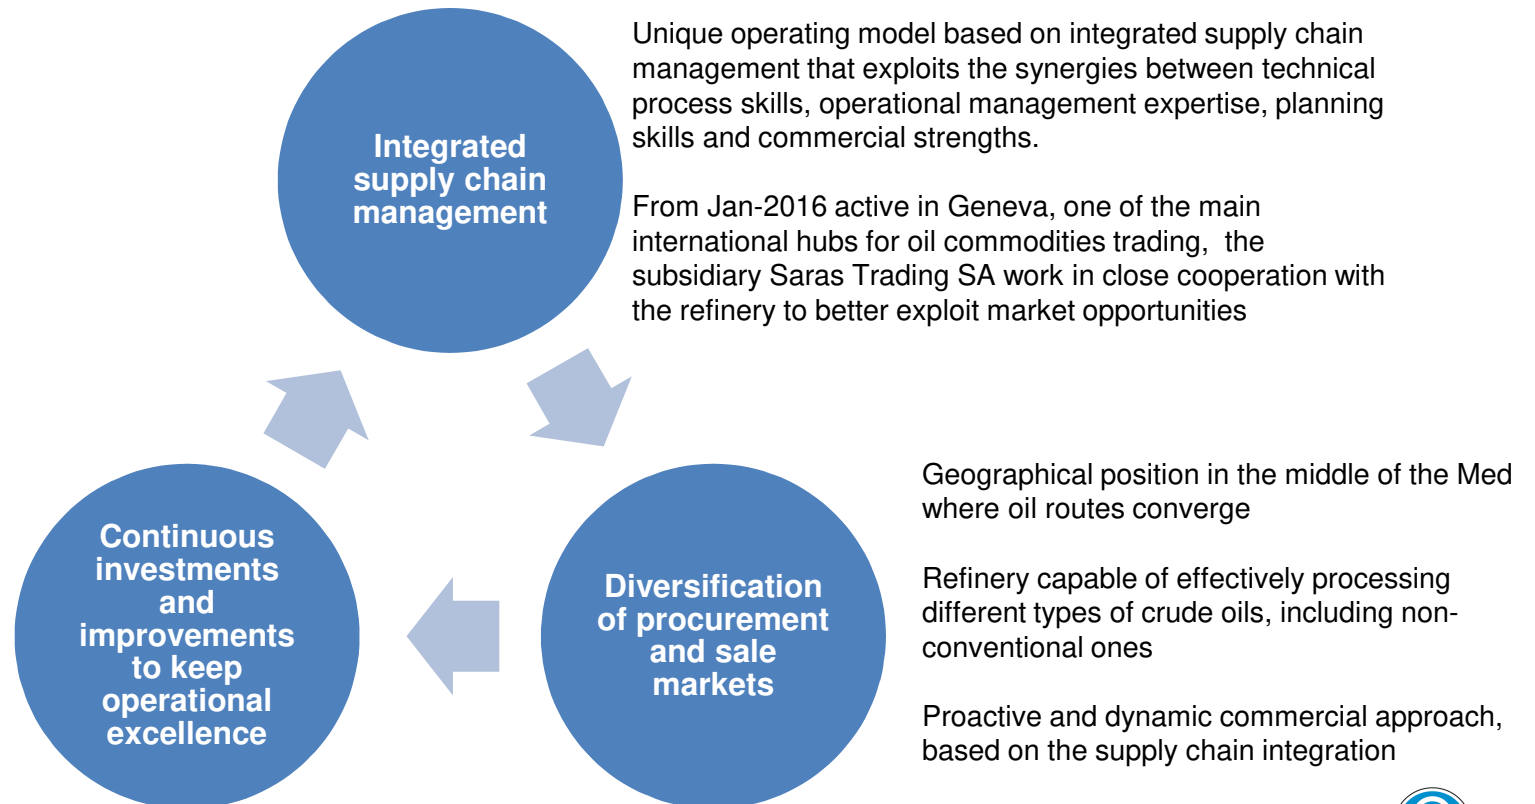 Integrated
supply chain
management
Unique operating model based on integrated supply chain
management that exploits the synergies between technical
process skills, operational management expertise, planning
skills and commercial strengths.
From Jan-2016 active in Geneva, one of the main
international hubs for oil commodities trading,  the
subsidiary Saras Trading SA work in close cooperation with
the refinery to better exploit market opportunities
Continuous
investments
and
improvements
to keep
operational
excellence
Diversification
of procurement
and sale
markets
Geographical position in the middle of the Med
where oil routes converge
Refinery capable of effectively processing
different types of crude oils, including non-
conventional ones
Proactive and dynamic commercial approach,
based on the supply chain integration